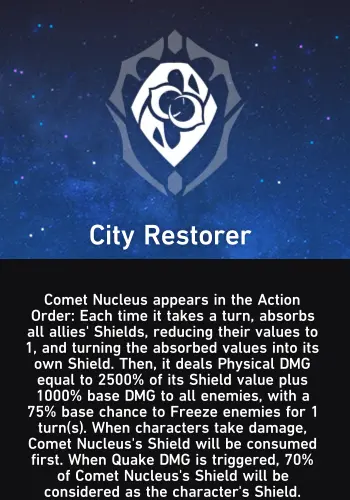 City Restorer
Comet Nucleus appears in the Action
Order: Each time it takes a turn, absorbs
all allies' Shields, reducing their values to
1, and turning the absorbed values into its
own Shield. Then, it deals Physical DMG
equal to 2500% of its Shield value plus
1000% base DMG to all enemies, with a
75% base chance to Freeze enemies for 1
turn(s). When characters take damage,
Comet Nucleus's Shield will be consumed
first. When Quake DMG is triggered, 70%
of Comet Nucleus's Shield will be
considered as the character's Shield.